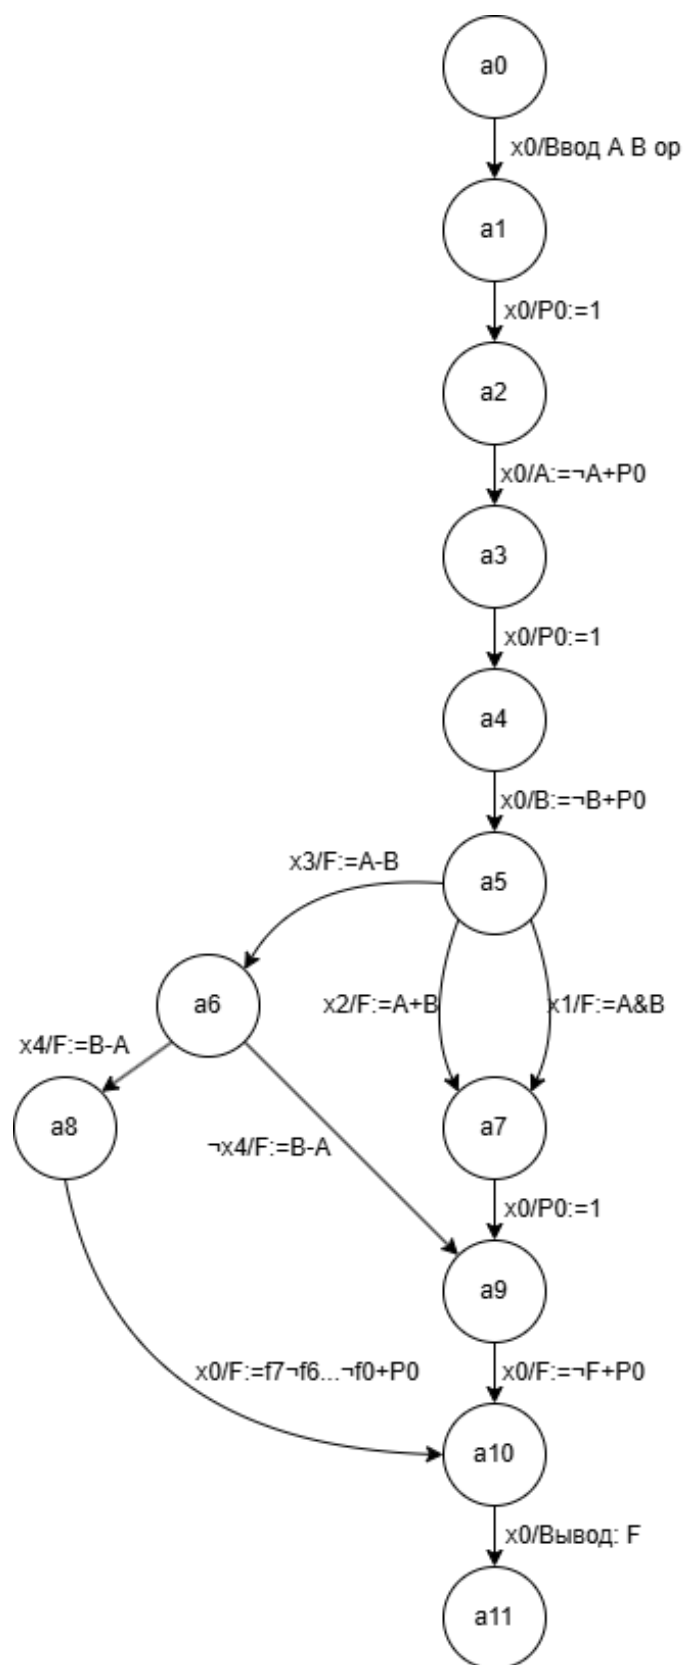 a0
x0/Ввод A B op
a1
x0/P0:=1
a2
x0/A:=¬A+P0
a3
x0/P0:=1
a4
x0/B:=¬B+P0
a5
x3/F:=A-B
a6
x2/F:=A+B
x1/F:=A&B
x4/F:=B-A
a8
a7
¬x4/F:=B-A
x0/P0:=1
a9
x0/F:=f7¬f6...¬f0+P0
x0/F:=¬F+P0
a10
x0/Вывод: F
a11